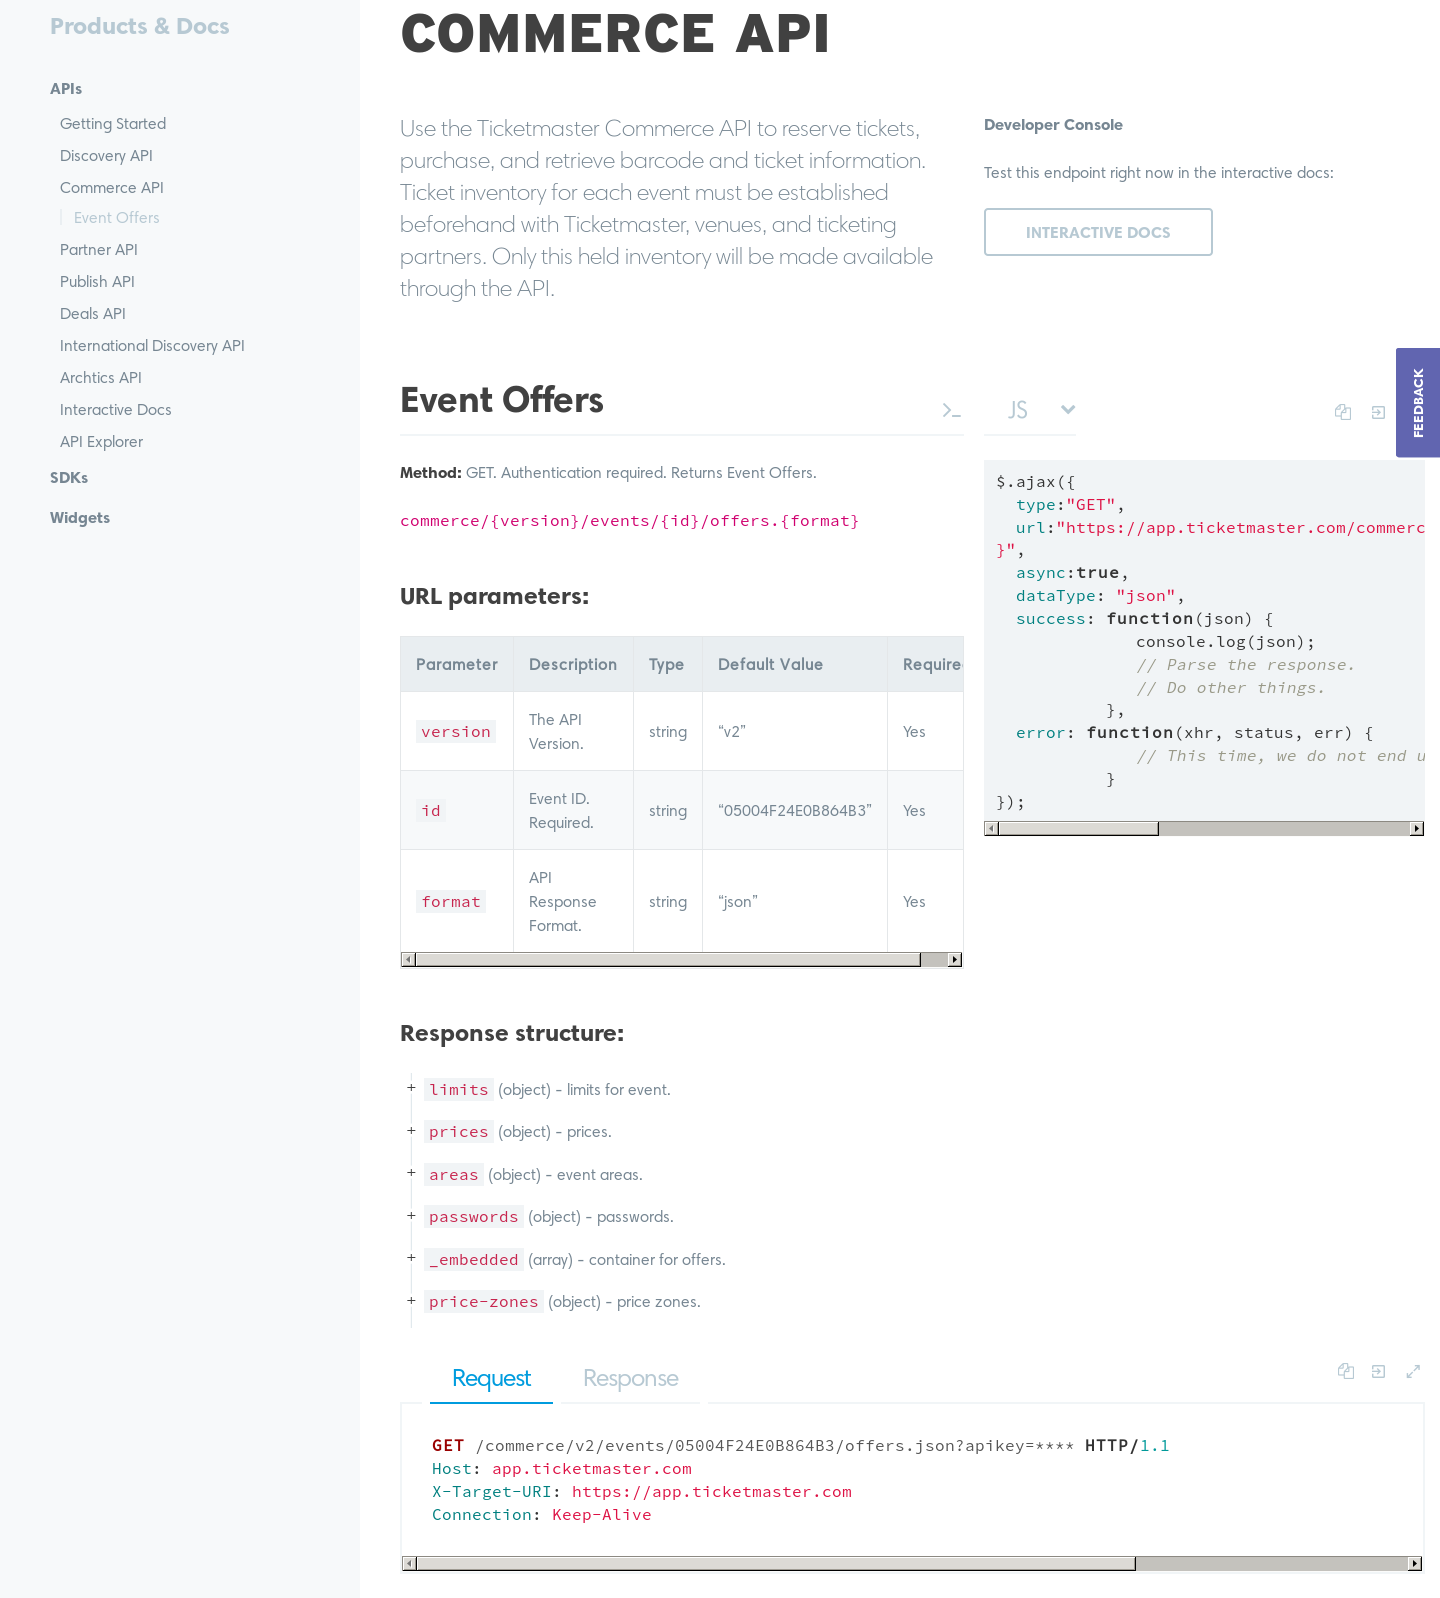 Products & Docs
APIs
Getting Started
Discovery API
Commerce API
Event Offers
Partner API
Publish API
Deals API
International Discovery API
Archtics API
Interactive Docs
API Explorer
SDKs
Widgets
COMMERCE API
Use the Ticketmaster Commerce API to reserve tickets,
purchase, and retrieve barcode and ticket information.
Ticket inventory for each event must be established
beforehand with Ticketmaster, venues, and ticketing
partners. Only this held inventory will be made available
through the API.
Developer Console
Test this endpoint right now in the interactive docs:
INTERACTIVE DOCS
FEEDBACK
Event Offers
Method: GET. Authentication required. Returns Event Offers.
commerce/{version}/events/{id}/offers.{format}
URL parameters:
Parameter Description Type Default Value Required
version The API string “v2” Yes
Version.
id Event ID. string “05004F24E0B864B3” Yes
Required.
format API string “json” Yes
Response
Format.
JS
$.ajax({
  type:"GET",
  url:"https://app.ticketmaster.com/commerc
}",
  async:true,
  dataType: "json",
  success: function(json) {
              console.log(json);
              // Parse the response.
              // Do other things.
           },
  error: function(xhr, status, err) {
              // This time, we do not end u
           }
});
Response structure:
+ limits (object) - limits for event.
+ prices (object) - prices.
+ areas (object) - event areas.
+ passwords (object) - passwords.
+ _embedded (array) - container for offers.
+ price-zones (object) - price zones.
Request Response
GET /commerce/v2/events/05004F24E0B864B3/offers.json?apikey=**** HTTP/1.1
Host: app.ticketmaster.com
X-Target-URI: https://app.ticketmaster.com
Connection: Keep-Alive